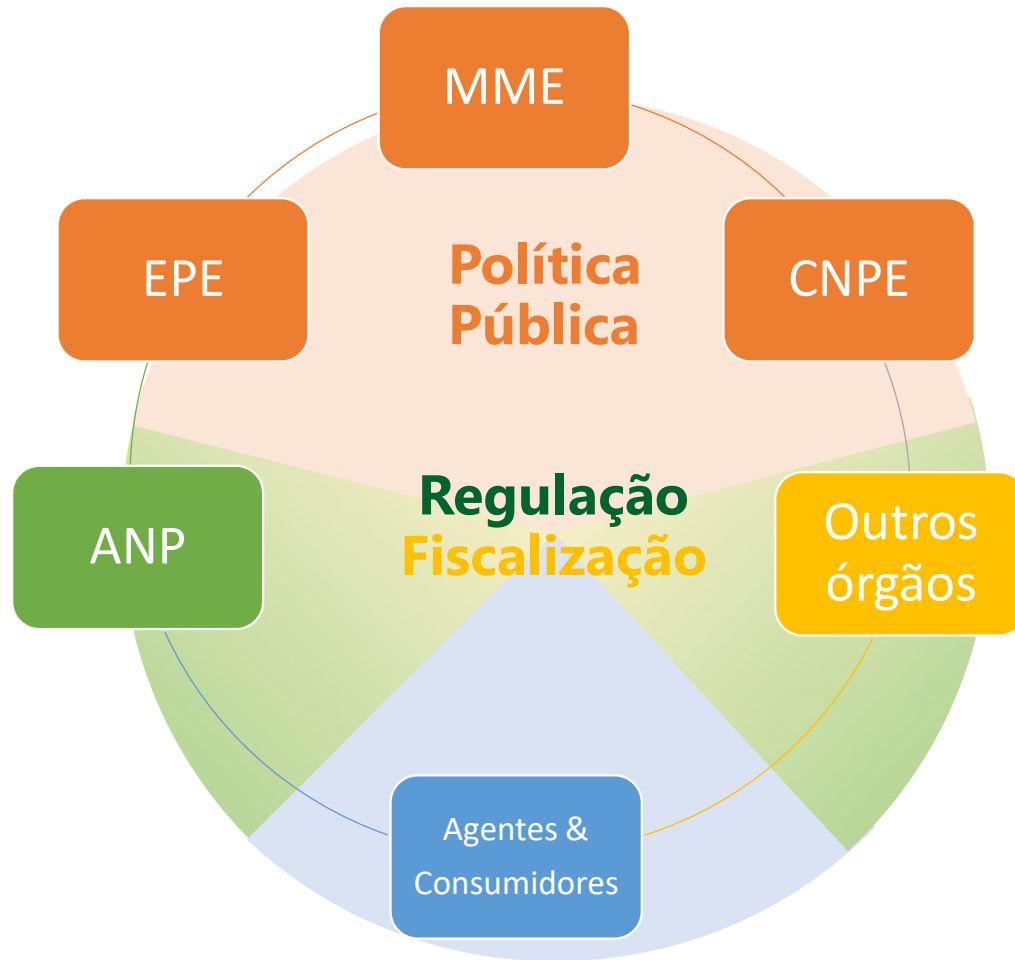 MME
EPE
Política
Pública
CNPE
ANP
Regulação
Fiscalização
Outros
órgãos
Agentes &
Consumidores